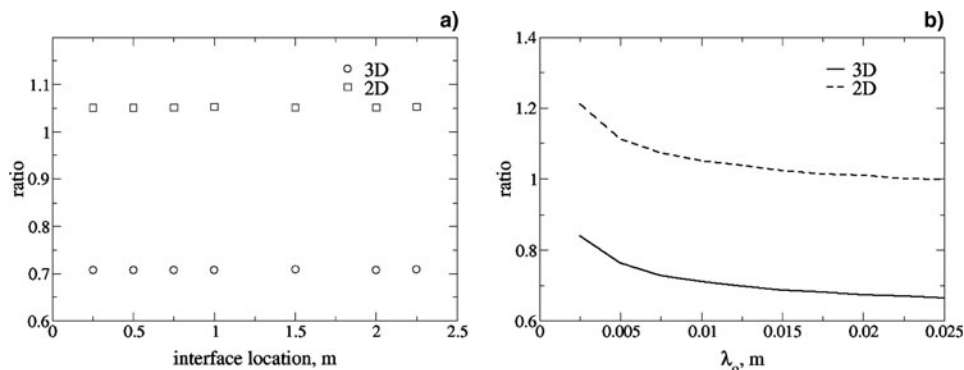 a)
3D
2D
1.1
1
0.9
0.8
0.7
0.6
ratio
0 0.5 1 1.5 2 2.5
interface location, m
b)
3D
2D
1.4
1.2
1
0.8
0.6
ratio
0 0.005 0.01 0.015 0.02 0.025
λo, m